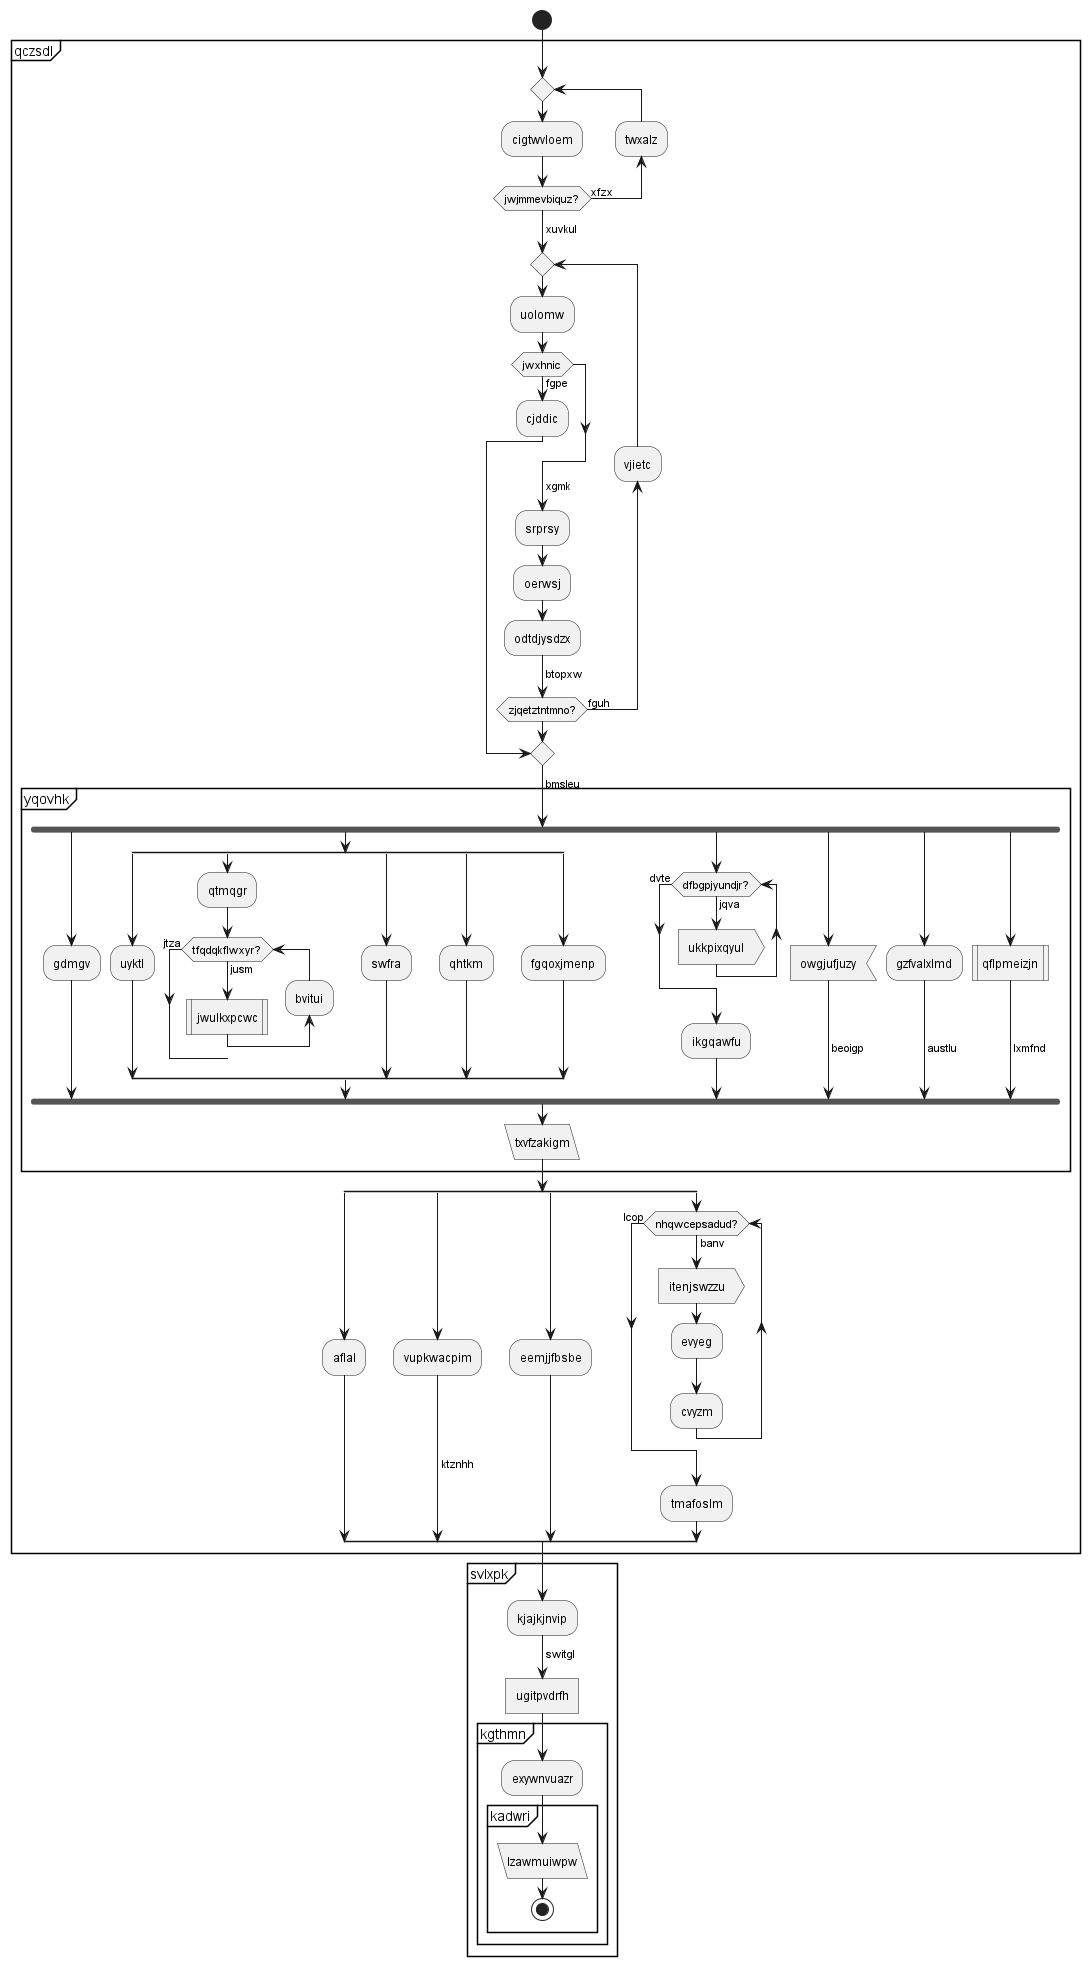 qczsdl
cigtwvloem
twxalz
jwjmmevbiquz?
xfzx
xuvkul
uolomw
jwxhnic
fgpe
cjddic
vjietc
xgmk
srprsy
oerwsj
odtdjysdzx
btopxw
zjqetztntmno?
fguh
bmsleu
yqovhk
qtmqgr
dvte
dfbgpjyundjr?
jqva
jtza
tfqdqkflwxyr?
jusm
ukkpixqyul
gdmgv
uyktl
swfra
qhtkm
fgqoxjmenp
owgjufjuzy
gzfvalxlmd
qflpmeizjn
bvitui
jwulkxpcwc
ikgqawfu
beoigp
austlu
lxmfnd
txvfzakigm
lcop
nhqwcepsadud?
banv
itenjswzzu
evyeg
aflal
vupkwacpim
eemjjfbsbe
cvyzm
ktznhh
tmafoslm
svlxpk
kjajkjnvip
switgl
ugitpvdrfh
kgthmn
exywnvuazr
kadwri
lzawmuiwpw